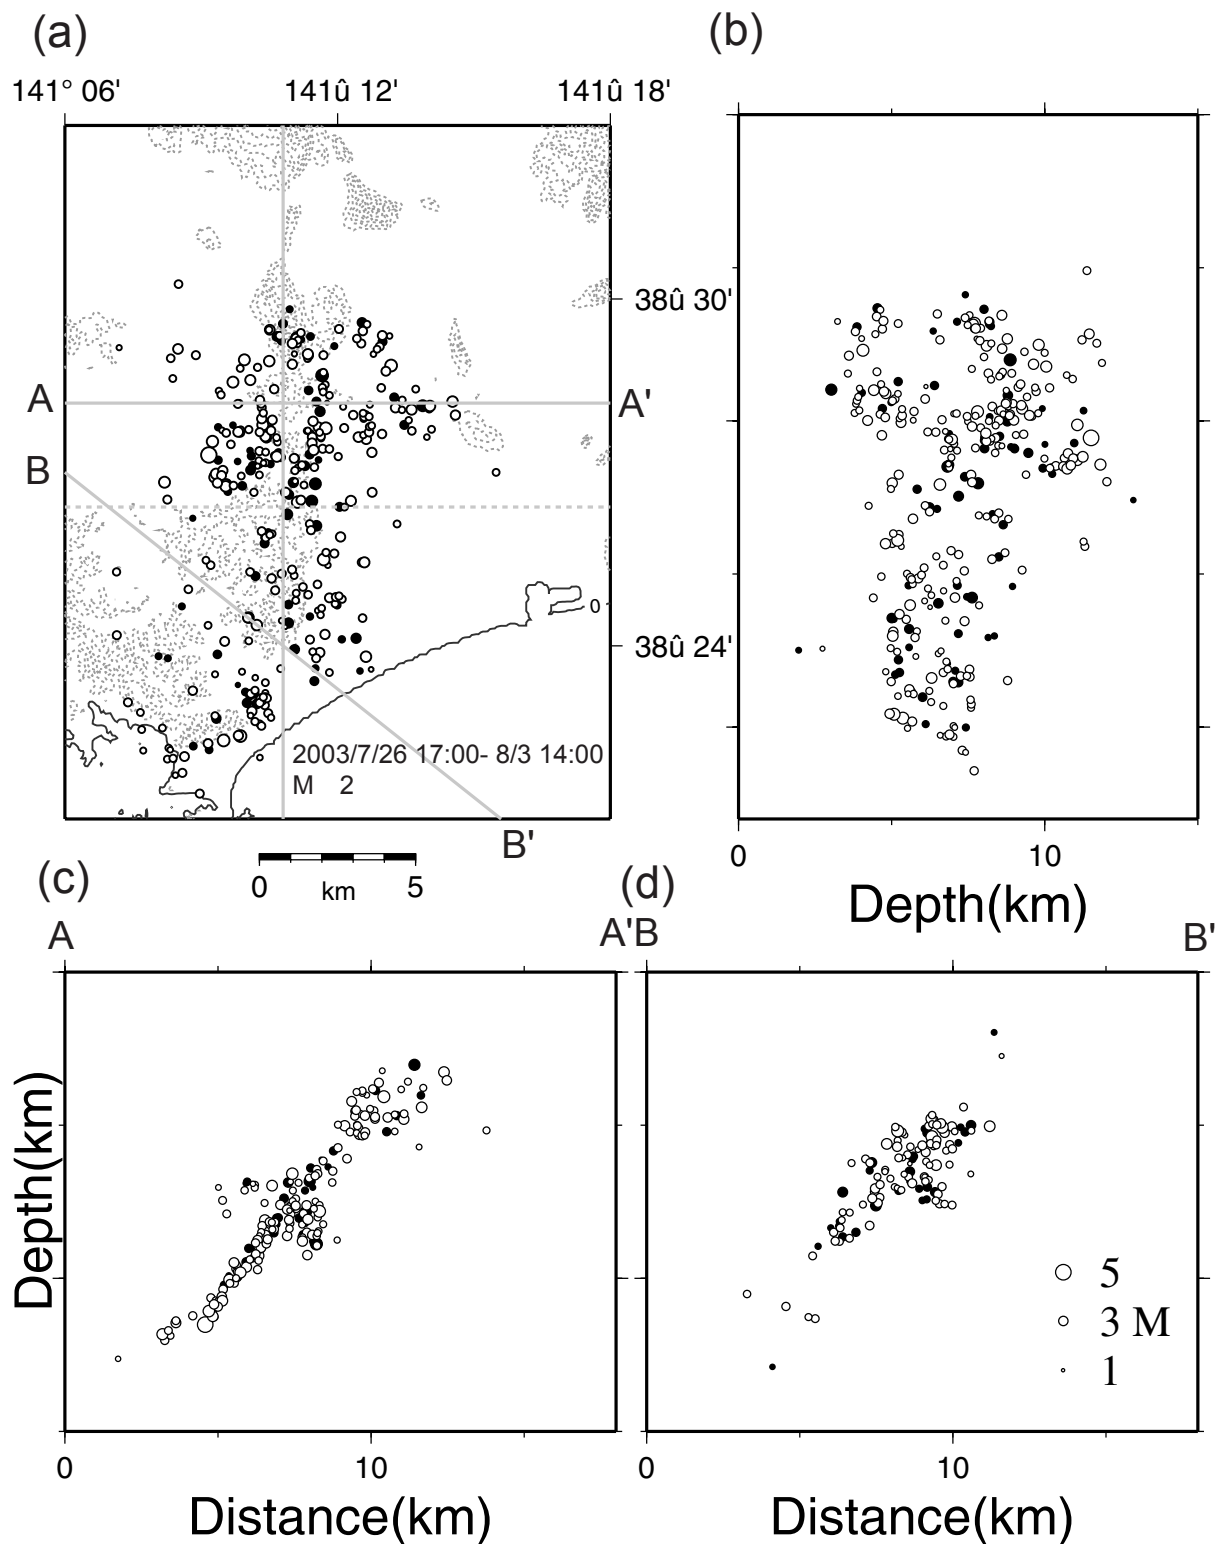 (a)
(b)
141° 06'
141û 12'
141û 18'
38û 30'
A
A'
B
38û 24'
0
2003/7/26 17:00- 8/3 14:00
M 2
B'
0 km 5
0
10
Depth(km)
(c)
(d)
A
A'
B
B'
Depth(km)
5
3 M
1
0
10
0
10
Distance(km)
Distance(km)